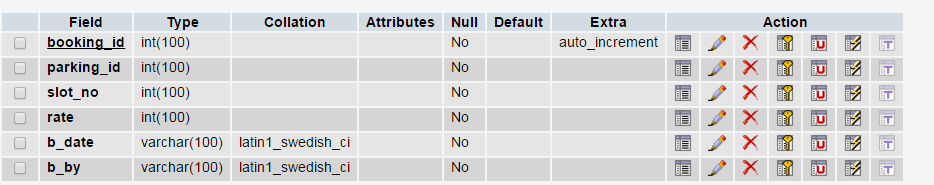 Field Type Collation Attributes Null Default Extra Action
booking_id int(100) No auto_increment
parking_id int(100) No
slot_no int(100) No
rate int(100) No
b_date varchar(100) latin1_swedish_ci No
b_by varchar(100) latin1_swedish_ci No